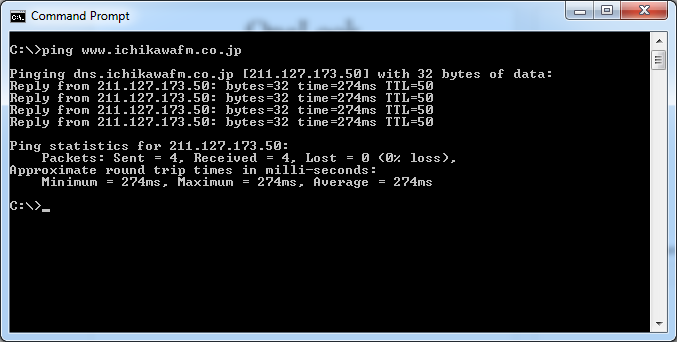 Command Prompt
C:\>ping www.ichikawafm.co.jp
Pinging dns.ichikawafm.co.jp [211.127.173.50] with 32 bytes of data:
Reply from 211.127.173.50: bytes=32 time=274ms TTL=50
Reply from 211.127.173.50: bytes=32 time=274ms TTL=50
Reply from 211.127.173.50: bytes=32 time=274ms TTL=50
Reply from 211.127.173.50: bytes=32 time=274ms TTL=50
Ping statistics for 211.127.173.50:
    Packets: Sent = 4, Received = 4, Lost = 0 (0% loss),
Approximate round trip times in milli-seconds:
    Minimum = 274ms, Maximum = 274ms, Average = 274ms
C:\>_